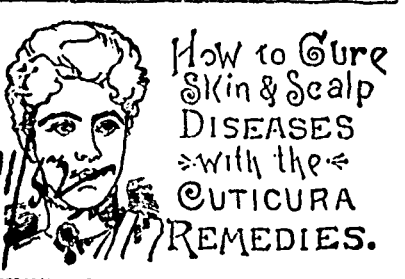 How to Cure
Skin & Scalp
DISEASES
with the
CUTICURA
REMEDIES.